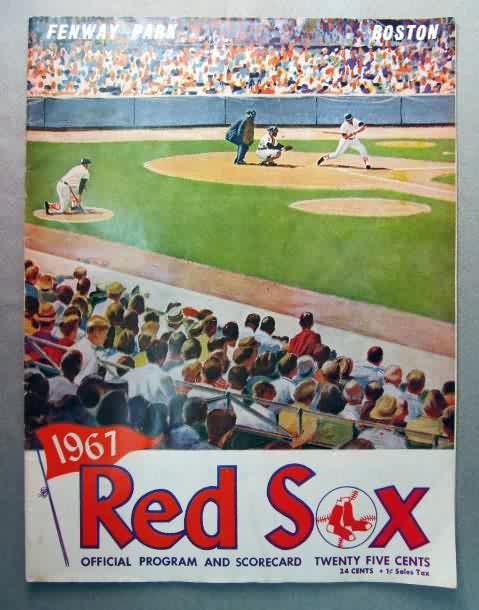 FENWAY PARK BOSTON
1967
Red Sox
OFFICIAL PROGRAM AND SCORECARD TWENTY FIVE CENTS
24 CENTS + 1¢ Sales Tax